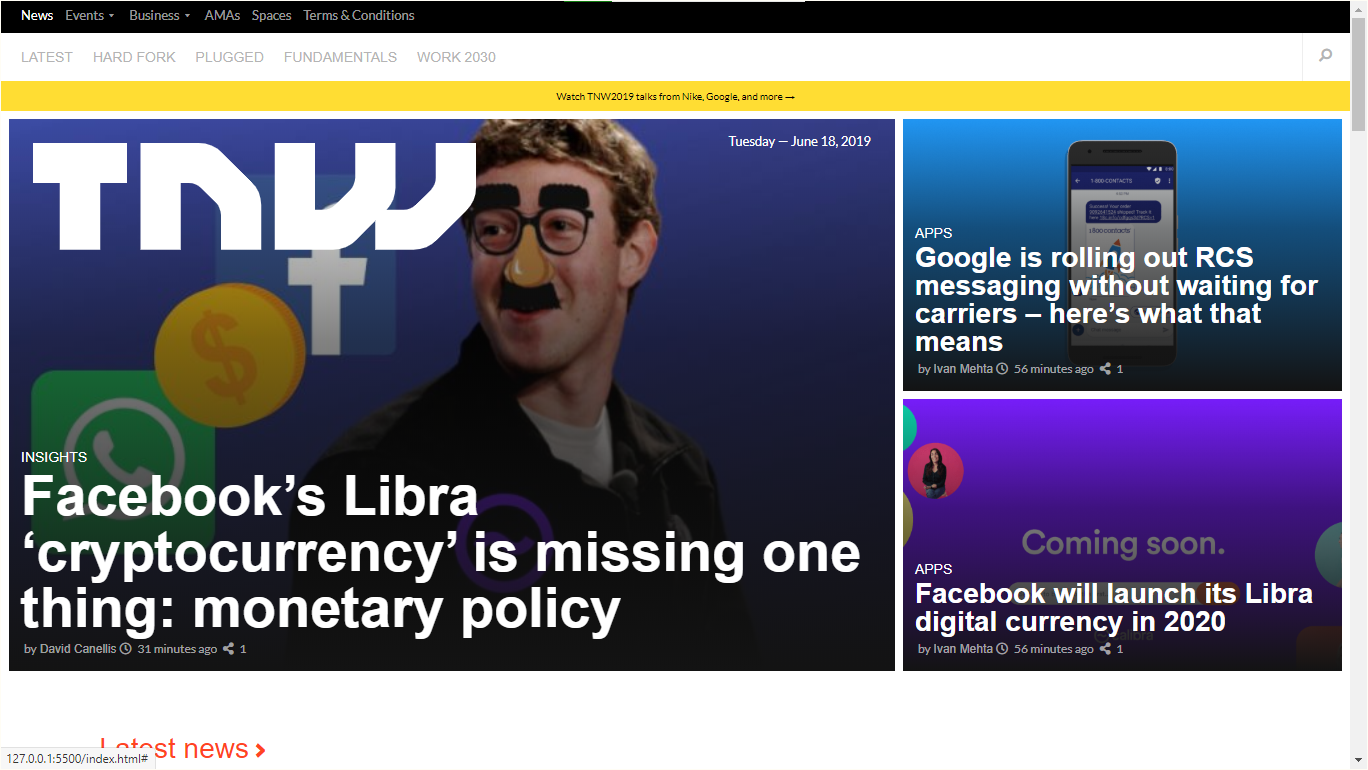 News Events Business AMAs Spaces Terms & Conditions
LATEST HARD FORK PLUGGED FUNDAMENTALS WORK 2030
Watch TNW2019 talks from Nike, Google, and more →
TNW
Tuesday — June 18, 2019
INSIGHTS
Facebook’s Libra
‘cryptocurrency’ is missing one
thing: monetary policy
by David Canellis 31 minutes ago 1
1-800 CONTACTS
APPS
Google is rolling out RCS
messaging without waiting for
carriers – here’s what that
means
by Ivan Mehta 56 minutes ago 1
Coming soon.
APPS
Facebook will launch its Libra
digital currency in 2020
by Ivan Mehta 56 minutes ago 1
Latest news
127.0.0.1:5500/index.html#